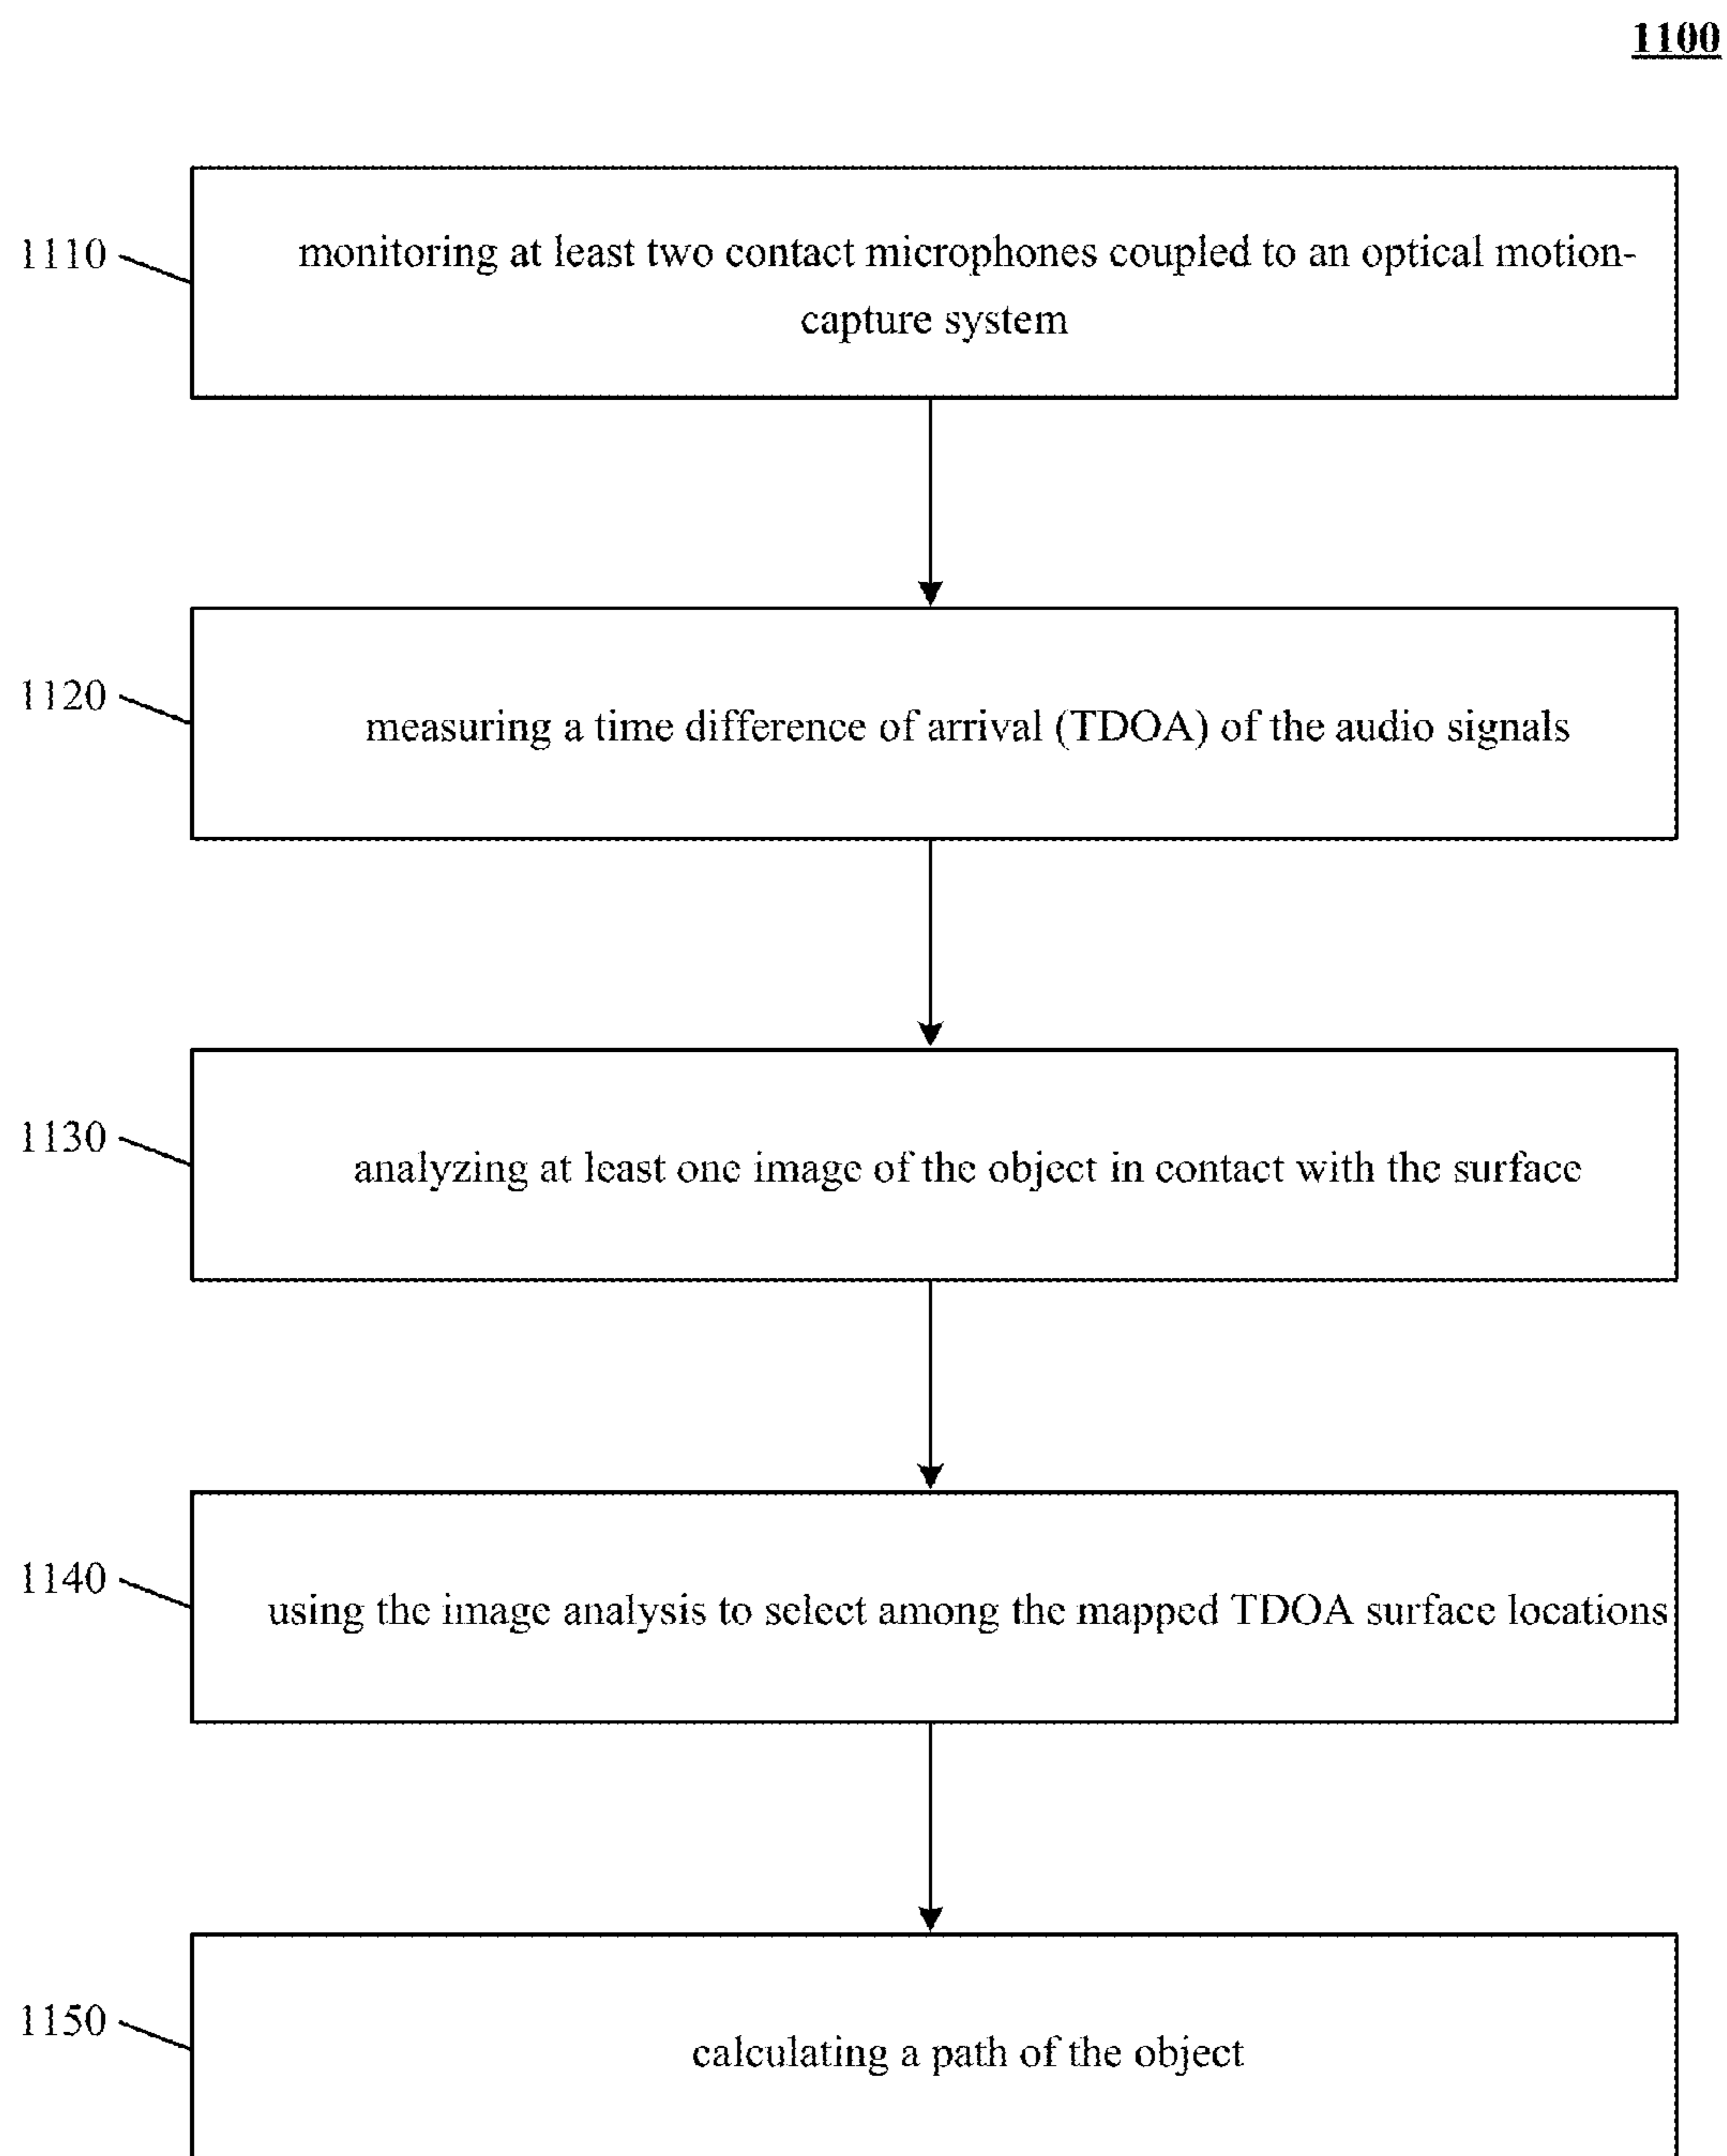 1100
1110
monitoring at least two contact microphones coupled to an optical motion-
capture system
1120
measuring a time difference of arrival (TDOA) of the audio signals
1130
analyzing at least one image of the object in contact with the surface
1140
using the image analysis to select among the mapped TDOA surface locations
1150
calculating a path of the object